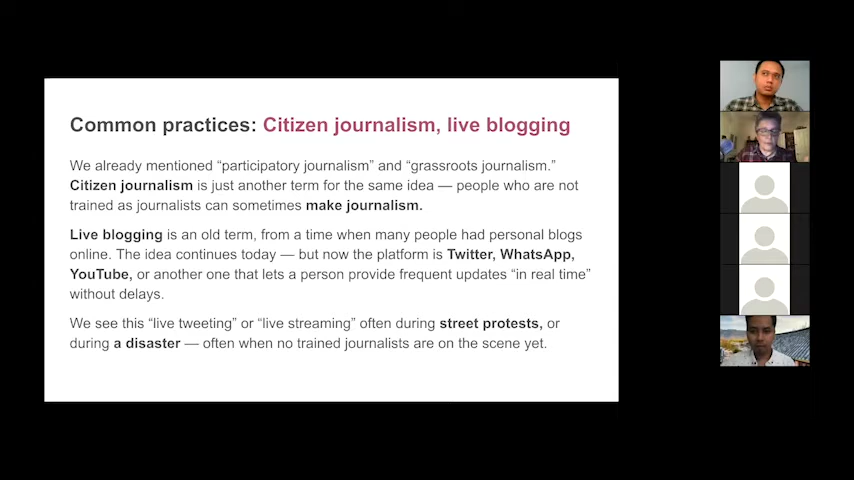 Common practices: Citizen journalism, live blogging
We already mentioned “participatory journalism” and “grassroots journalism.”
Citizen journalism is just another term for the same idea — people who are not
trained as journalists can sometimes make journalism.
Live blogging is an old term, from a time when many people had personal blogs
online. The idea continues today — but now the platform is Twitter, WhatsApp,
YouTube, or another one that lets a person provide frequent updates “in real time”
without delays.
We see this “live tweeting” or “live streaming” often during street protests, or
during a disaster — often when no trained journalists are on the scene yet.